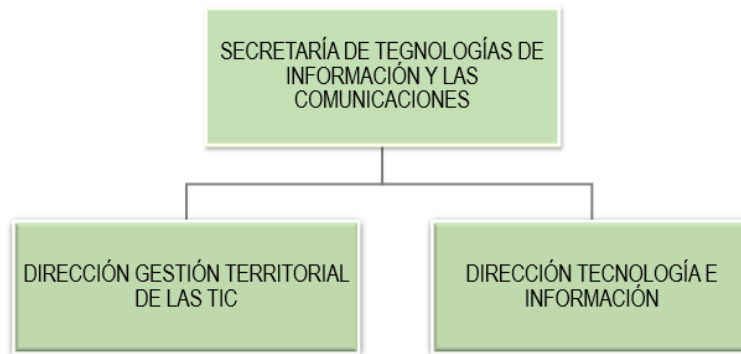 SECRETARÍA DE TEGNOLOGÍAS DE
INFORMACIÓN Y LAS
COMUNICACIONES
DIRECCIÓN GESTIÓN TERRITORIAL
DE LAS TIC
DIRECCIÓN TECNOLOGÍA E
INFORMACIÓN